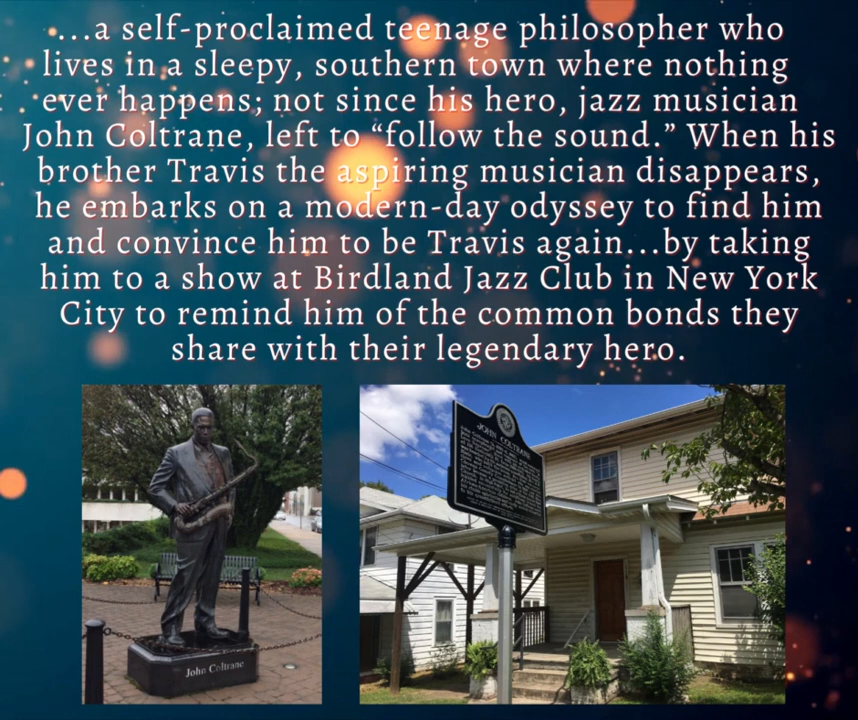 ...a self-proclaimed teenage philosopher who
lives in a sleepy, southern town where nothing
ever happens; not since his hero, jazz musician
John Coltrane, left to “follow the sound.” When his
brother Travis the aspiring musician disappears,
he embarks on a modern-day odyssey to find him
and convince him to be Travis again...by taking
him to a show at Birdland Jazz Club in New York
City to remind him of the common bonds they
share with their legendary hero.
John Coltrane
JOHN COLTRANE